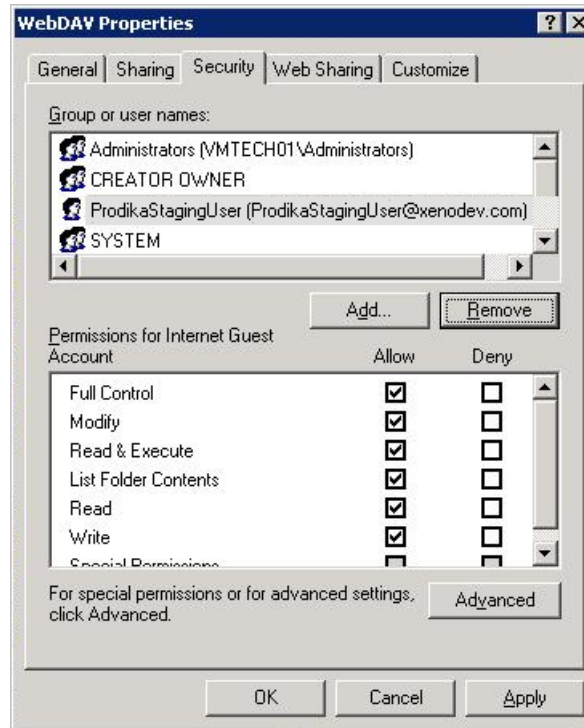 WebDAV Properties
General Sharing Security Web Sharing Customize
Group or user names:
Administrators (VMTECH01\Administrators)
CREATOR OWNER
ProdikaStagingUser (ProdikaStagingUser@xenodev.com)
SYSTEM
Add... Remove
Permissions for Internet Guest
Account Allow Deny
Full Control
Modify
Read & Execute
List Folder Contents
Read
Write
Special Permissions
For special permissions or for advanced settings,
click Advanced. Advanced
OK Cancel Apply